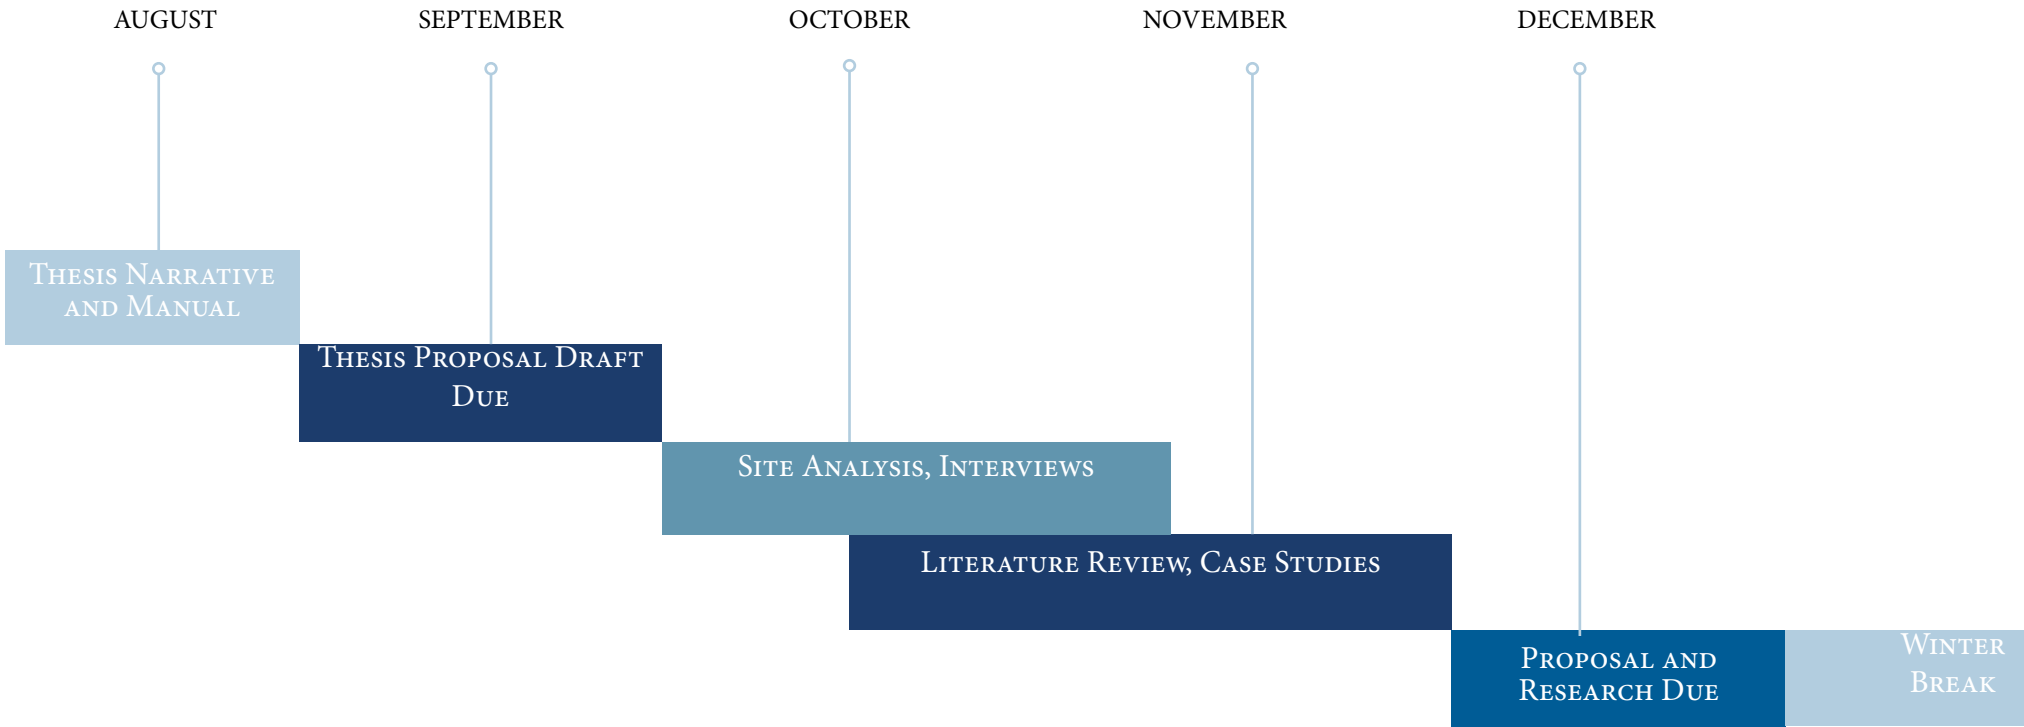 AUGUST
SEPTEMBER
OCTOBER
NOVEMBER
DECEMBER
Thesis Narrative
and Manual
Thesis Proposal Draft
Due
Site Analysis, Interviews
Literature Review, Case Studies
Proposal and
Research Due
Winter
Break